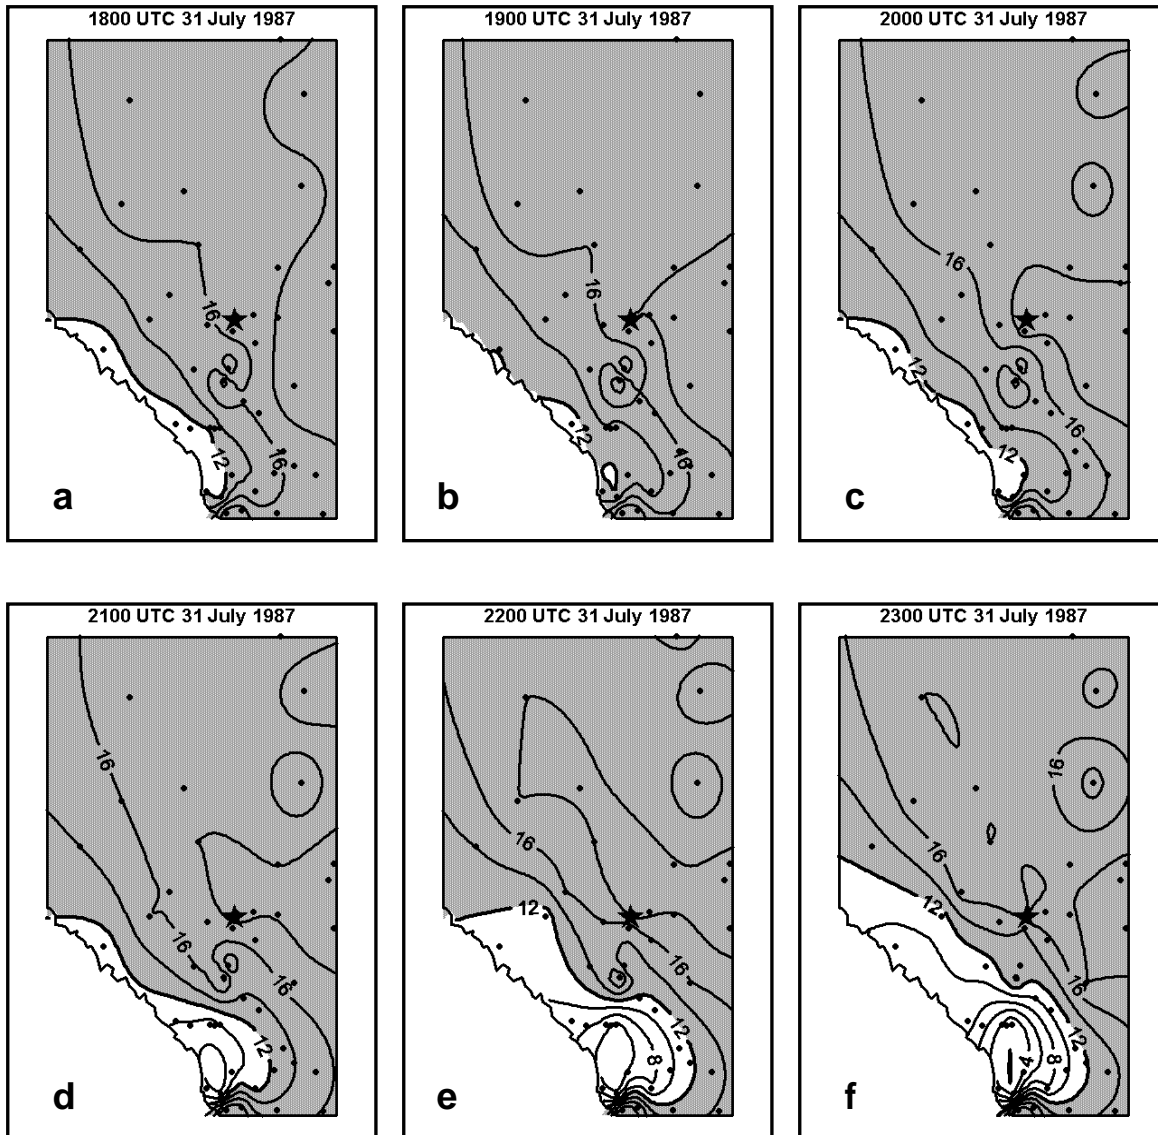 1800 UTC 31 July 1987
16
12
16
a
1900 UTC 31 July 1987
16
12
16
b
2000 UTC 31 July 1987
16
12
16
12
c
2100 UTC 31 July 1987
16
16
16
12
d
2200 UTC 31 July 1987
16
12
16
12
8
e
2300 UTC 31 July 1987
16
16
12
16
12
4
8
f